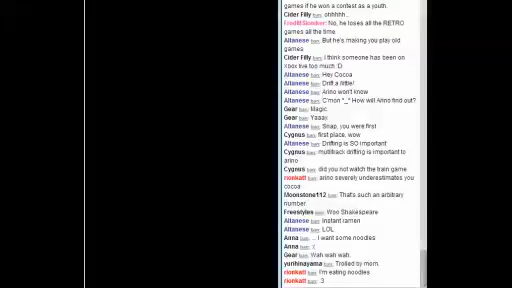 games if he won a contest as a youth.
Cider Filly: ohhhhh..
FredMSloniker: No, he loses all the RETRO
games all the time.
Altanese: But he's making you play old
games
Cider Filly: I think someone has been on
Xbox live too much :D
Altanese: Hey Cocoa
Altanese: Drift a little!
Altanese: Arino won't know
Altanese: C'mon "_" How will Arino find out?
Gear: Magic.
Gear: Yaaay.
Altanese: Snap, you were first
Cygnus: first place, wow
Altanese: Drifting is SO important
Cygnus: multitrack drifting is important to
arino
Cygnus: did you not watch the train game
rionkatt: arino severely underestimates you
cocoa
Moonstone112: That's such an arbitrary
number
Freestyles: Woo Shakespeare
Altanese: Instant ramen
Altanese: LOL
Anna: ... I want some noodles
Anna: :(
Gear: Wah wah wah.
yurihinayama: Trolled by mom.
rionkatt: I'm eating noodles
rionkatt: :3